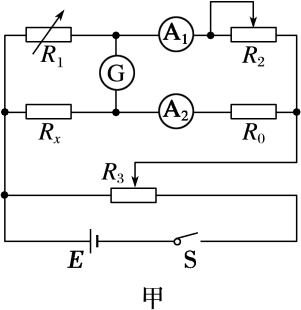 A₁
R₁
R₂
G
A₂
Rₓ
R₀
R₃
E
S
甲